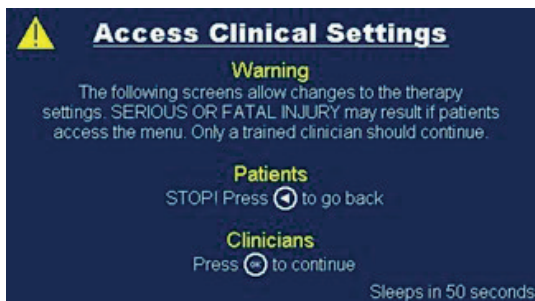 Access Clinical Settings
Warning
The following screens allow changes to the therapy
settings. SERIOUS OR FATAL INJURY may result if patients
access the menu. Only a trained clinician should continue.
Patients
STOP! Press to go back
Clinicians
Press OK to continue
Sleeps in 50 seconds